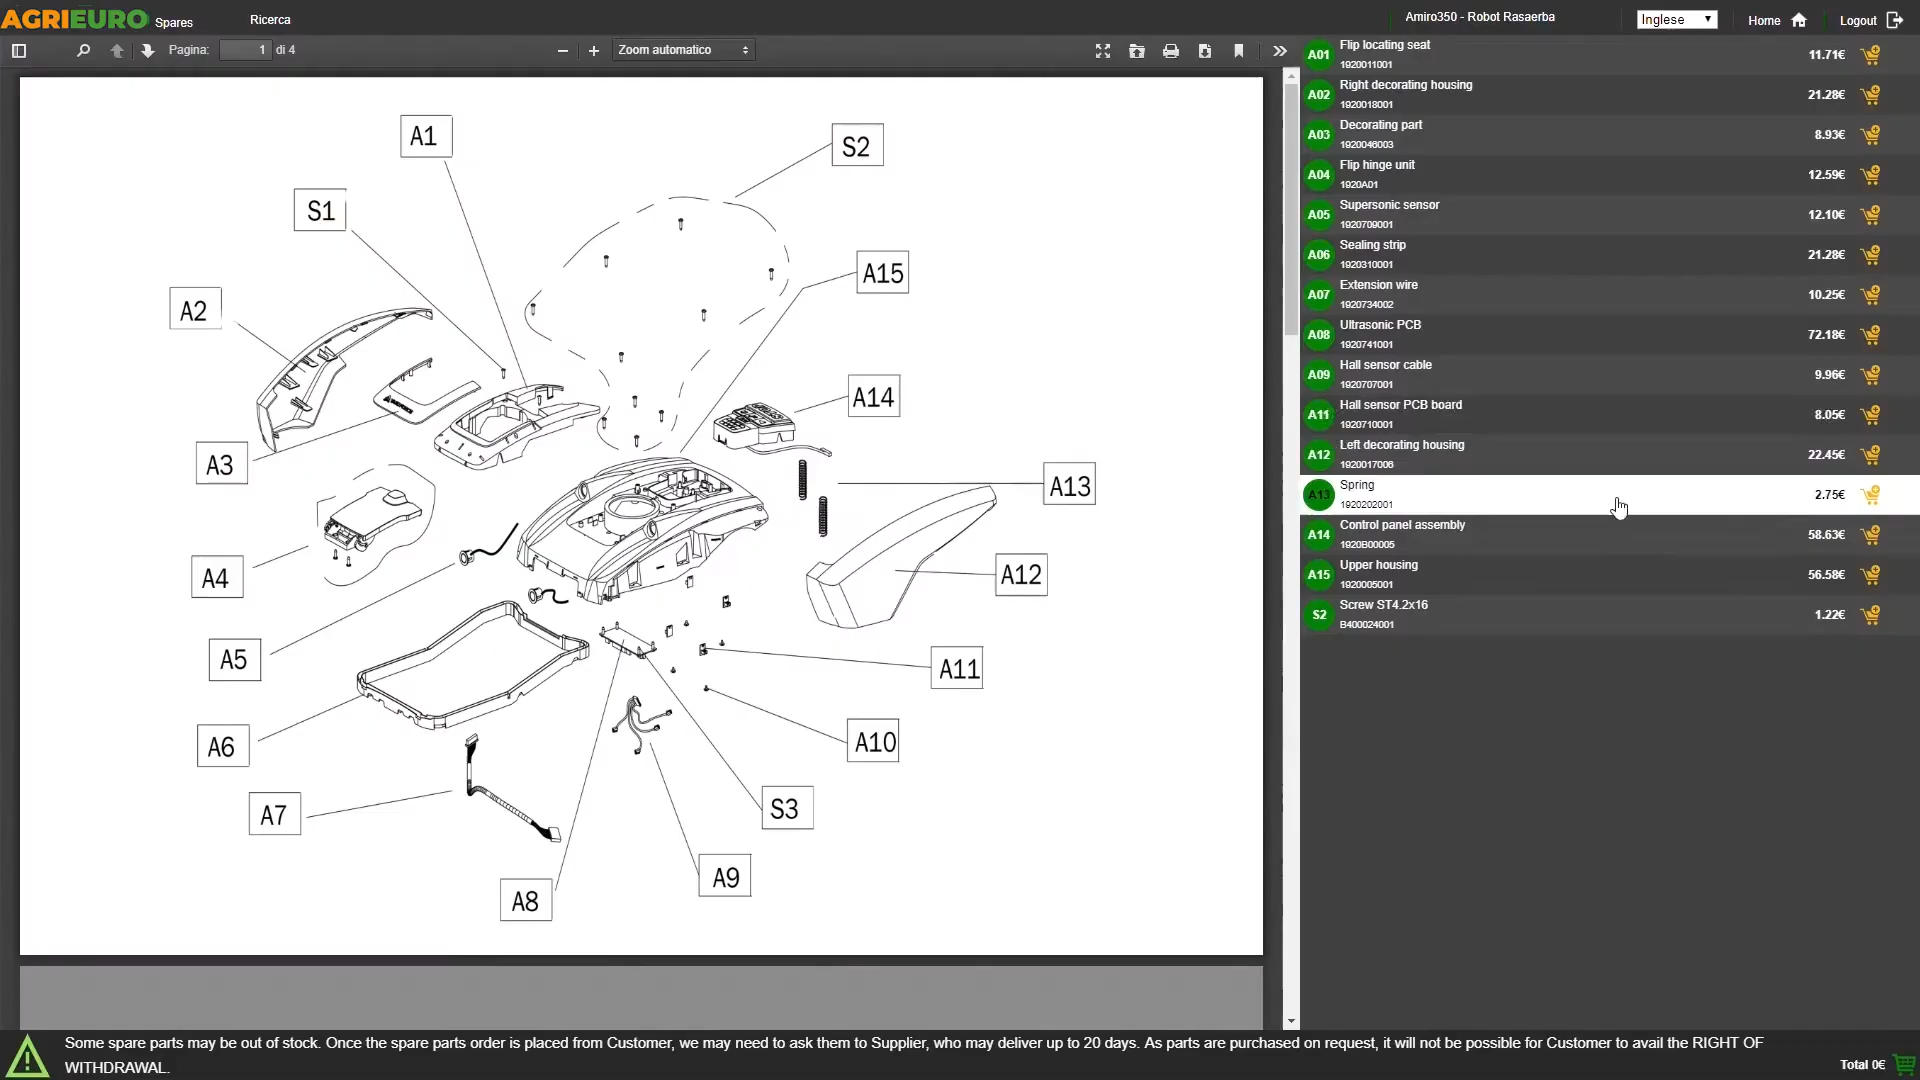 AGRIEURO Spares
Ricerca
Amiro350 - Robot Rasaerba
Inglese
Home
Logout
Pagina: 1 di 4
Zoom automatico
A1
S2
S1
A15
A2
A14
A3
A13
A4
A12
A5
A11
A6
A10
A7
S3
A9
A8
A01 Flip locating seat 11.71€
1920011001
A02 Right decorating housing 21.28€
1920018001
A03 Decorating part 8.93€
1920046003
A04 Flip hinge unit 12.59€
1920A01
A05 Supersonic sensor 12.10€
1920709001
A06 Sealing strip 21.28€
1920310001
A07 Extension wire 10.25€
1920734002
A08 Ultrasonic PCB 72.18€
1920741001
A09 Hall sensor cable 9.96€
1920707001
A11 Hall sensor PCB board 8.05€
1920710001
A12 Left decorating housing 22.45€
1920017006
A13 Spring 2.75€
1920202001
A14 Control panel assembly 58.63€
1920B00005
A15 Upper housing 56.58€
1920005001
S2 Screw ST4.2x16 1.22€
B400024001
Some spare parts may be out of stock. Once the spare parts order is placed from Customer, we may need to ask them to Supplier, who may deliver up to 20 days. As parts are purchased on request, it will not be possible for Customer to avail the RIGHT OF
WITHDRAWAL.
Total 0€